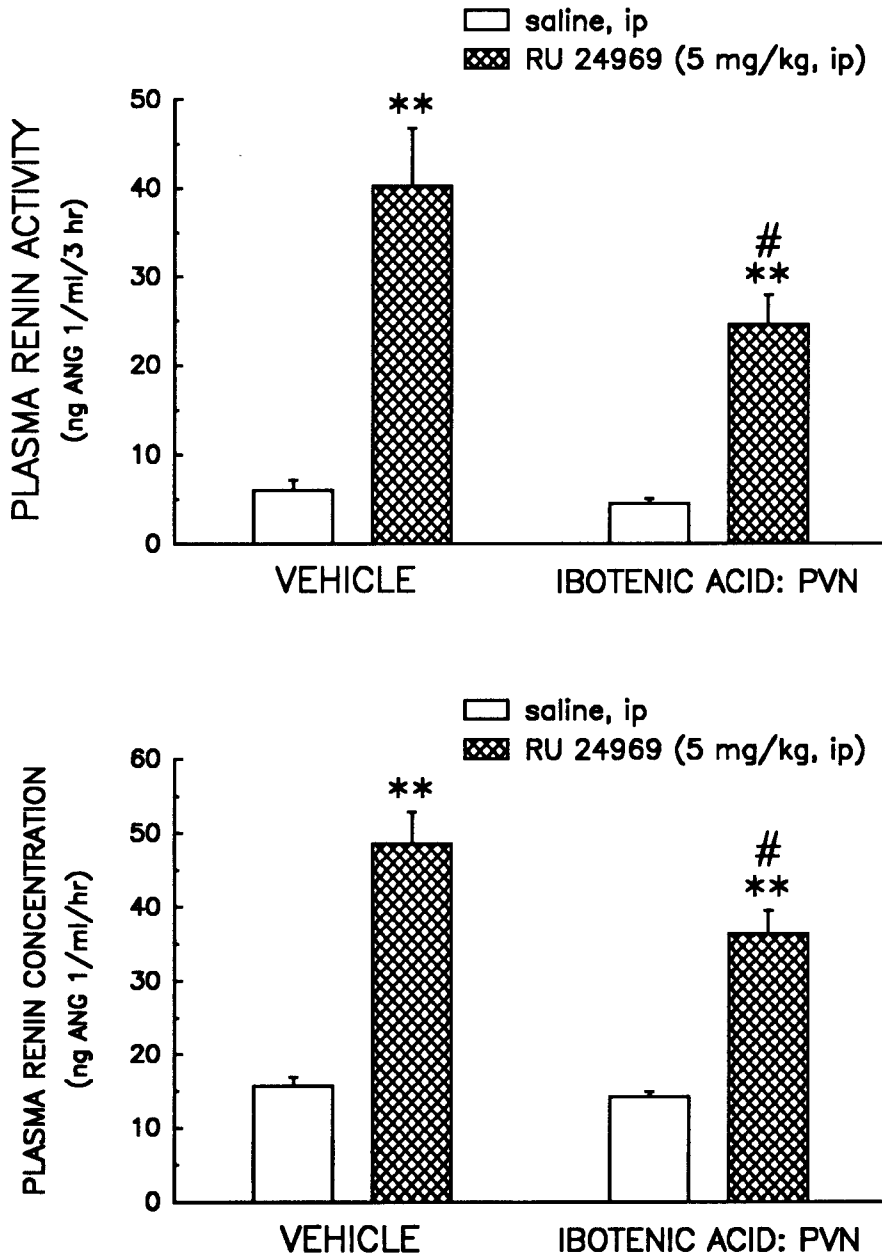 saline, ip
RU 24969 (5 mg/kg, ip)
PLASMA RENIN ACTIVITY
(ng ANG 1/ml/3 hr)
50
40
30
20
10
0
**
#
**
VEHICLE
IBOTENIC ACID: PVN
saline, ip
RU 24969 (5 mg/kg, ip)
PLASMA RENIN CONCENTRATION
(ng ANG 1/ml/hr)
60
50
40
30
20
10
0
**
#
**
VEHICLE
IBOTENIC ACID: PVN